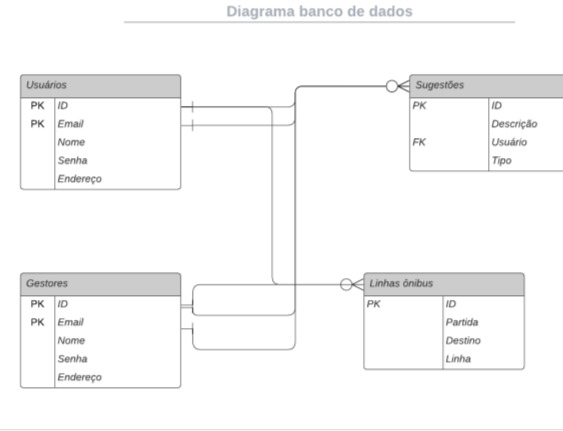 Diagrama banco de dados
Usuários
PK ID
PK Email
Nome
Senha
Endereço
Sugestões
PK ID
Descrição
FK Usuário
Tipo
Gestores
PK ID
PK Email
Nome
Senha
Endereço
Linhas ônibus
PK ID
Partida
Destino
Linha